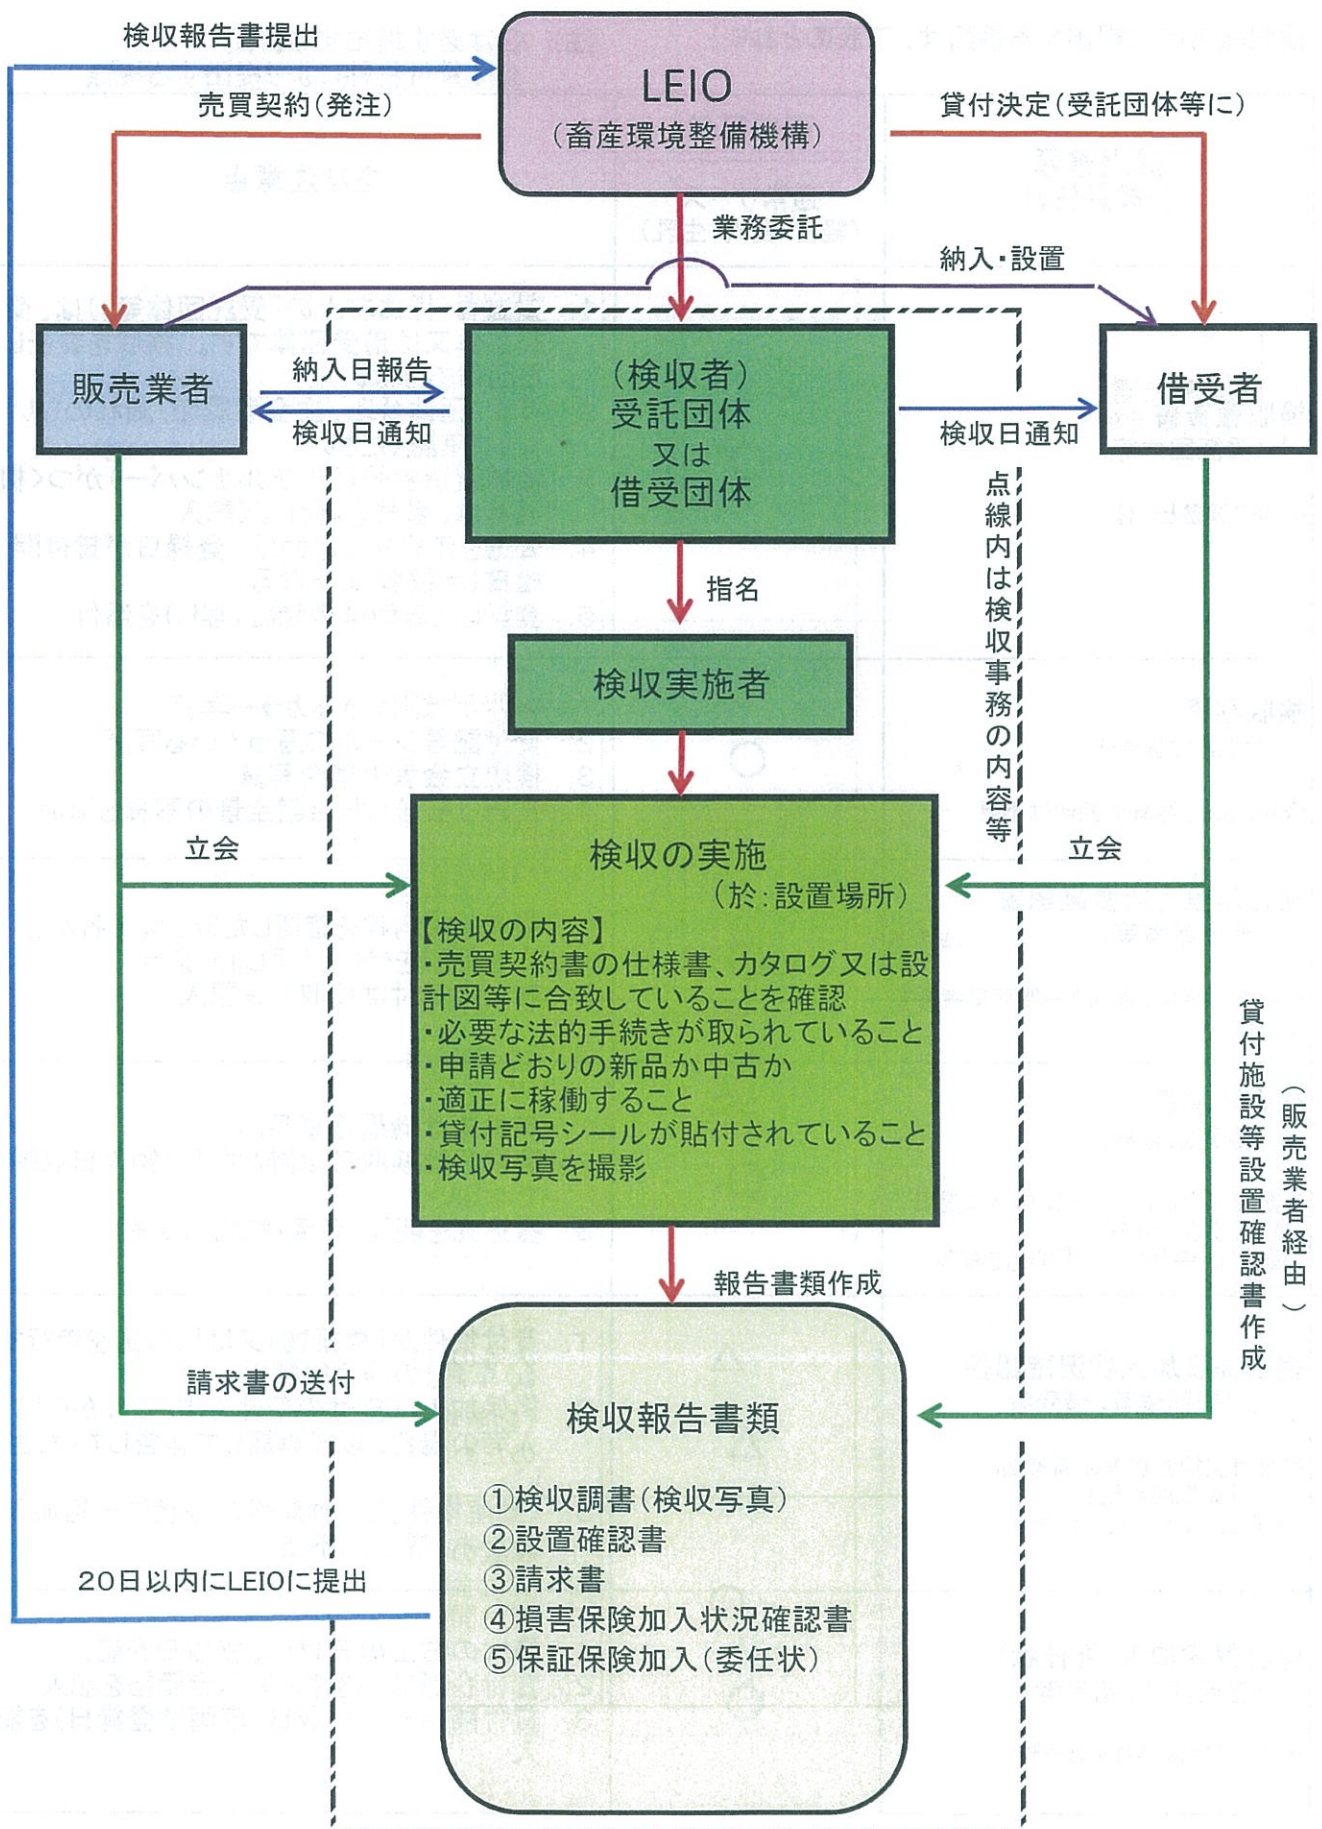 検収報告書提出
LEIO
(畜産環境整備機構)
売買契約(発注)
貸付決定(受託団体等に)
業務委託
納入・設置
販売業者
納入日報告
検収日通知
(検収者)
受託団体
又は
借受団体
検収日通知
借受者
点線内は検収事務の内容等
指名
検収実施者
立会
立会
検収の実施
(於:設置場所)
【検収の内容】
・売買契約書の仕様書、カタログ又は設
計図等に合致していることを確認
・必要な法的手続きが取られていること
・申請どおりの新品か中古か
・適正に稼働すること
・貸付記号シールが貼付されていること
・検収写真を撮影
報告書類作成
貸付施設等設置確認書作成
(販売業者経由)
請求書の送付
検収報告書類
①検収調書(検収写真)
②設置確認書
③請求書
④損害保険加入状況確認書
⑤保証保険加入(委任状)
20日以内にLEIOに提出